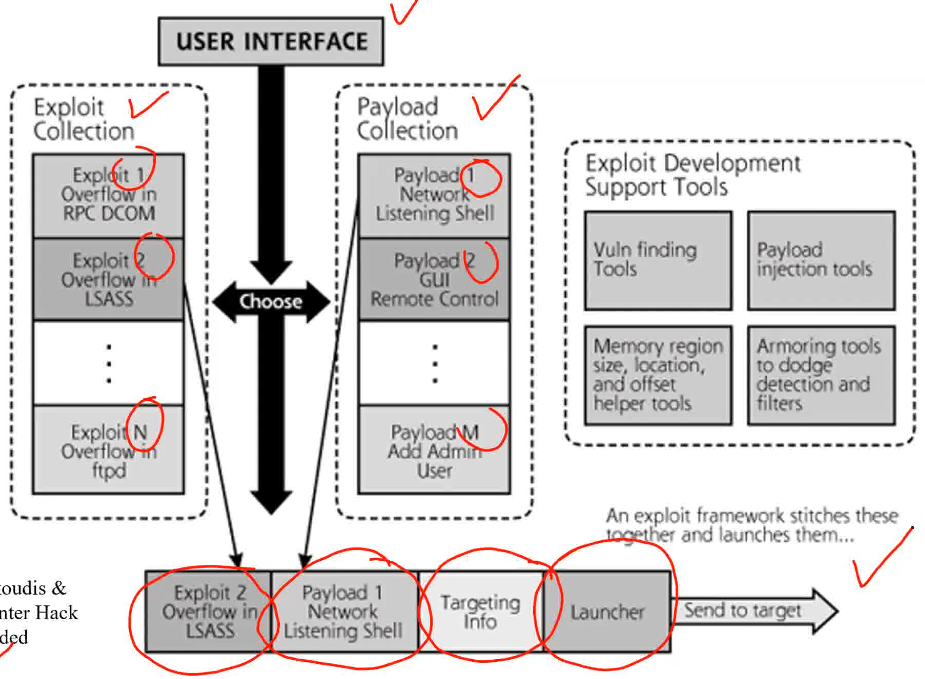 USER INTERFACE
Exploit
Collection
Exploit 1
Overflow in
RPC DCOM
Exploit 2
Overflow in
LSASS
Exploit N
Overflow in
ftpd
Choose
Payload
Collection
Payload 1
Network
Listening Shell
Payload 2
GUI
Remote Control
Payload M
Add Admin
User
Exploit Development
Support Tools
Vuln finding
Tools
Payload
injection tools
Memory region
size, location,
and offset
helper tools
Armoring tools
to dodge
detection and
filters
An exploit framework stitches these
together and launches them...
Exploit 2
Overflow in
LSASS
Payload 1
Network
Listening Shell
Targeting
Info
Launcher
Send to target
oudis &
nter Hack
ded